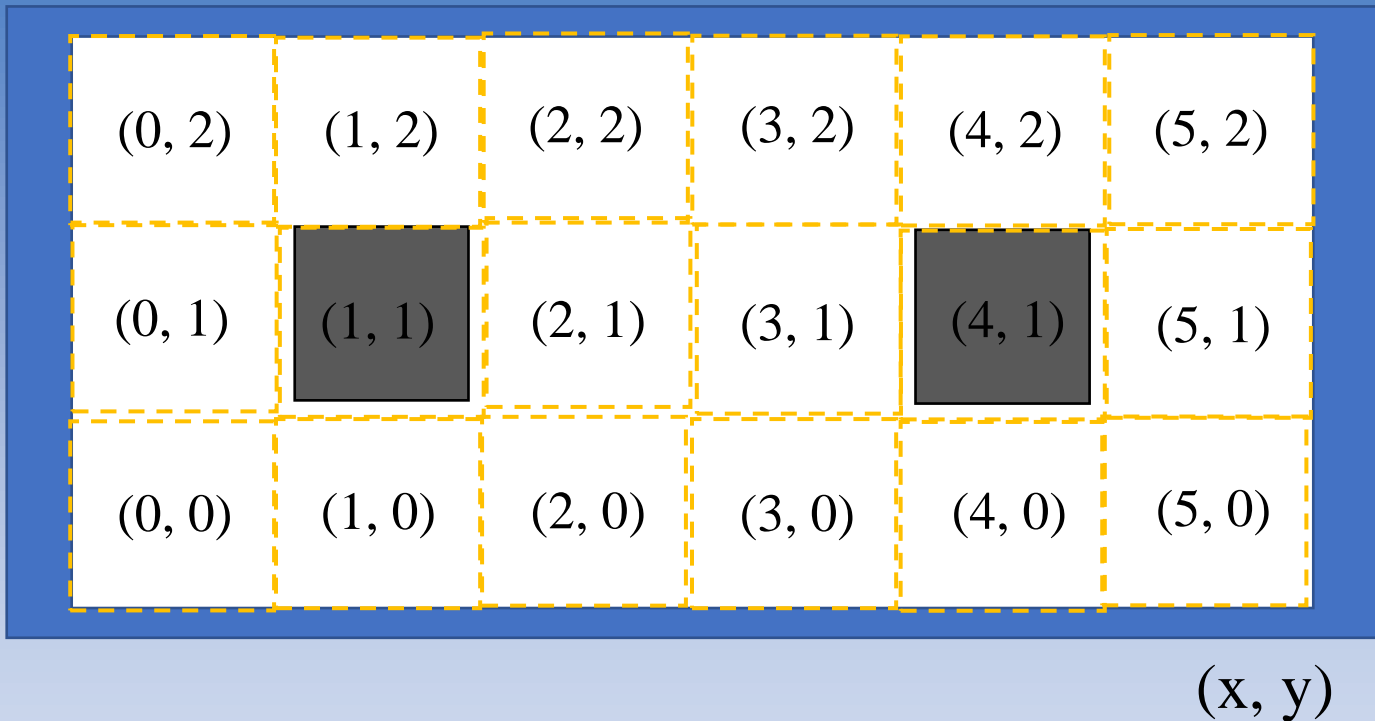 (0, 2) (1, 2) (2, 2) (3, 2) (4, 2) (5, 2)
(0, 1) (1, 1) (2, 1) (3, 1) (4, 1) (5, 1)
(0, 0) (1, 0) (2, 0) (3, 0) (4, 0) (5, 0)
(x, y)